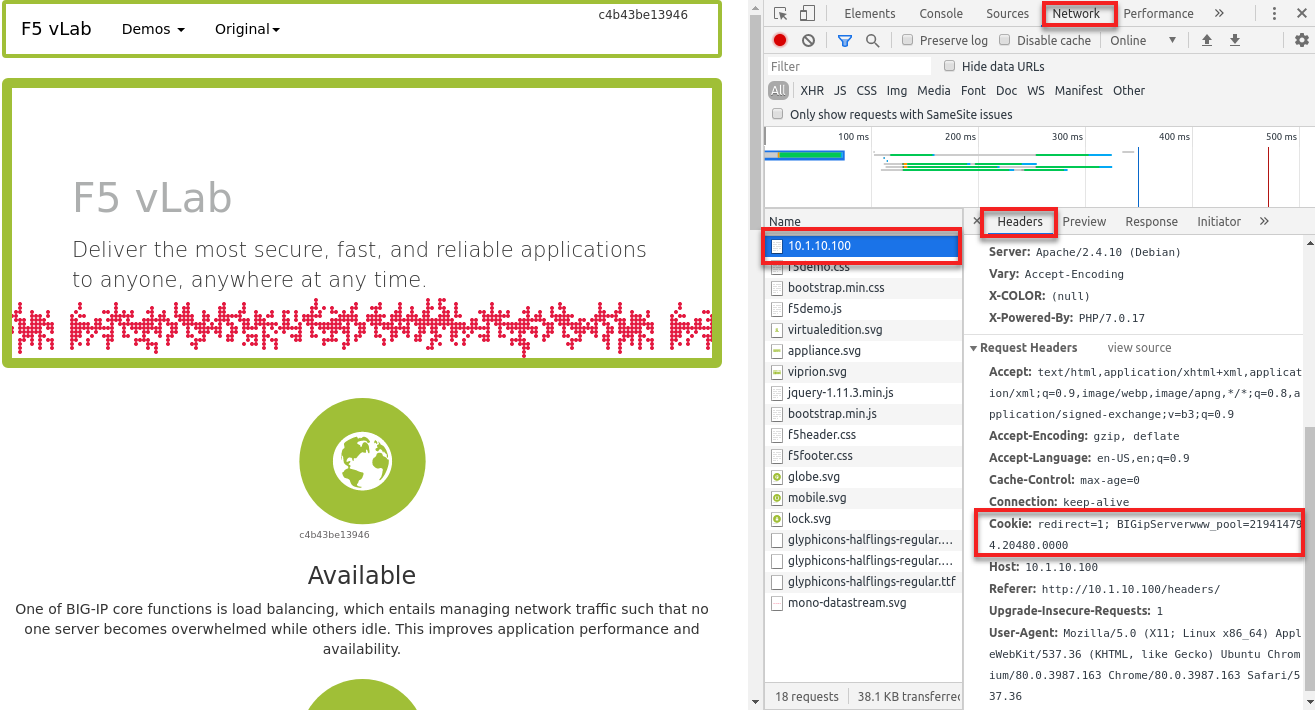 F5 vLab Demos Original
c4b43be13946
F5 vLab
Deliver the most secure, fast, and reliable applications
to anyone, anywhere at any time.
c4b43be13946
Available
One of BIG-IP core functions is load balancing, which entails managing network traffic such that no
one server becomes overwhelmed while others idle. This improves application performance and
availability.
Elements Console Sources Network Performance »
Preserve log Disable cache Online
Filter Hide data URLs
All XHR JS CSS Img Media Font Doc WS Manifest Other
Only show requests with SameSite issues
100 ms 200 ms 300 ms 400 ms 500 ms
Name
10.1.10.100
f5demo.css
bootstrap.min.css
f5demo.js
virtualedition.svg
appliance.svg
viprion.svg
jquery-1.11.3.min.js
bootstrap.min.js
f5header.css
f5footer.css
globe.svg
mobile.svg
lock.svg
glyphicons-halflings-regular.…
glyphicons-halflings-regular.…
glyphicons-halflings-regular.ttf
mono-datastream.svg
18 requests 38.1 KB transferred
× Headers Preview Response Initiator »
Server: Apache/2.4.10 (Debian)
Vary: Accept-Encoding
X-COLOR: (null)
X-Powered-By: PHP/7.0.17
Request Headers view source
Accept: text/html,application/xhtml+xml,applicat
ion/xml;q=0.9,image/webp,image/apng,*/*;q=0.8,a
pplication/signed-exchange;v=b3;q=0.9
Accept-Encoding: gzip, deflate
Accept-Language: en-US,en;q=0.9
Cache-Control: max-age=0
Connection: keep-alive
Cookie: redirect=1; BIGipServerwww_pool=21941479
4.20480.0000
Host: 10.1.10.100
Referer: http://10.1.10.100/headers/
Upgrade-Insecure-Requests: 1
User-Agent: Mozilla/5.0 (X11; Linux x86_64) Appl
eWebKit/537.36 (KHTML, like Gecko) Ubuntu Chrom
ium/80.0.3987.163 Chrome/80.0.3987.163 Safari/5
37.36